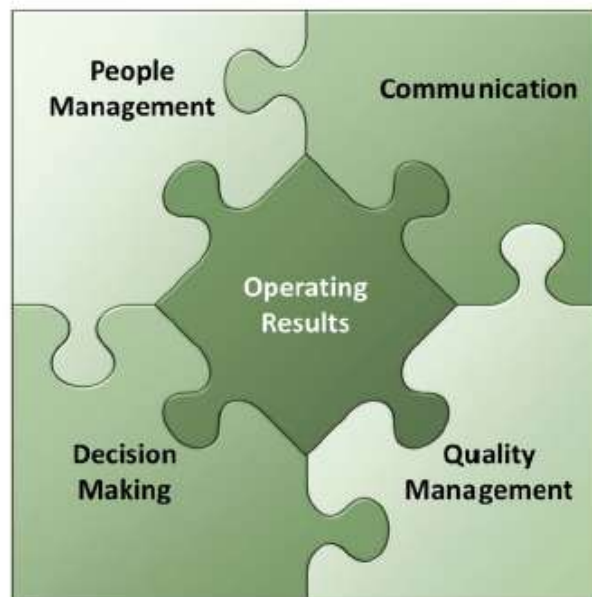 People
Management
Communication
Operating
Results
Decision
Making
Quality
Management